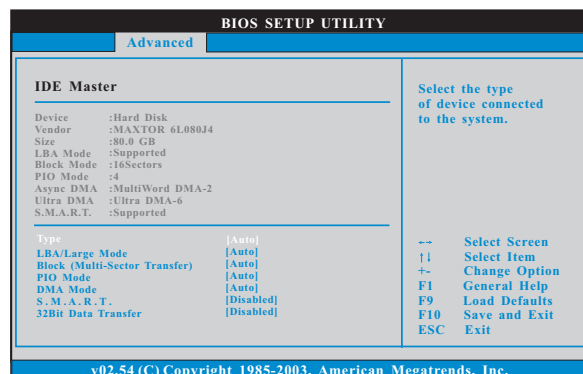 BIOS SETUP UTILITY
Advanced
IDE Master
Device :Hard Disk
Vendor :MAXTOR 6L080J4
Size :80.0 GB
LBA Mode :Supported
Block Mode :16Sectors
PIO Mode :4
Async DMA :MultiWord DMA-2
Ultra DMA :Ultra DMA-6
S.M.A.R.T. :Supported
Type [Auto]
LBA/Large Mode [Auto]
Block (Multi-Sector Transfer) [Auto]
PIO Mode [Auto]
DMA Mode [Auto]
S.M.A.R.T. [Disabled]
32Bit Data Transfer [Disabled]
Select the type
of device connected
to the system.
←→ Select Screen
↑↓ Select Item
+- Change Option
F1 General Help
F9 Load Defaults
F10 Save and Exit
ESC Exit
v02.54 (C) Copyright 1985-2003, American Megatrends, Inc.